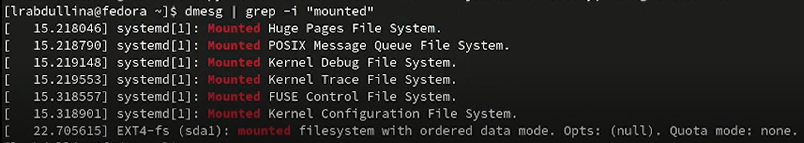 [lrabdullina@fedora ~]$ dmesg | grep -i "mounted"
[   15.218046] systemd[1]: Mounted Huge Pages File System.
[   15.218790] systemd[1]: Mounted POSIX Message Queue File System.
[   15.219148] systemd[1]: Mounted Kernel Debug File System.
[   15.219553] systemd[1]: Mounted Kernel Trace File System.
[   15.318557] systemd[1]: Mounted FUSE Control File System.
[   15.318901] systemd[1]: Mounted Kernel Configuration File System.
[   22.705615] EXT4-fs (sda1): mounted filesystem with ordered data mode. Opts: (null). Quota mode: none.